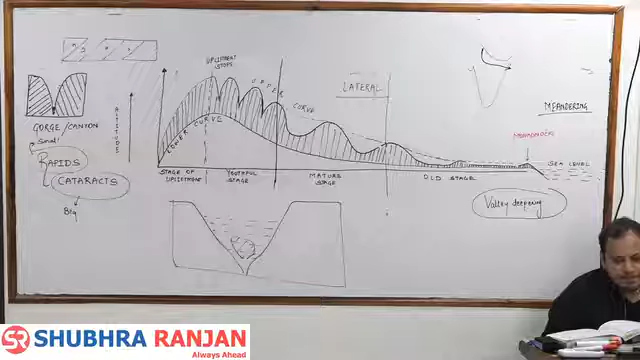 UPLIFTMENT
STOPS
UPPER
CURVE
LATERAL
MEANDERING
GORGE/CANYON
Small
RAPIDS
CATARACTS
Big
ALTITUDE
LOWER CURVE
MONADNOCK
SEA LEVEL
STAGE OF
UPLIFTMENT
YOUTHFUL
STAGE
MATURE
STAGE
OLD STAGE
Valley deepening
SR SHUBHRA RANJAN
Always Ahead